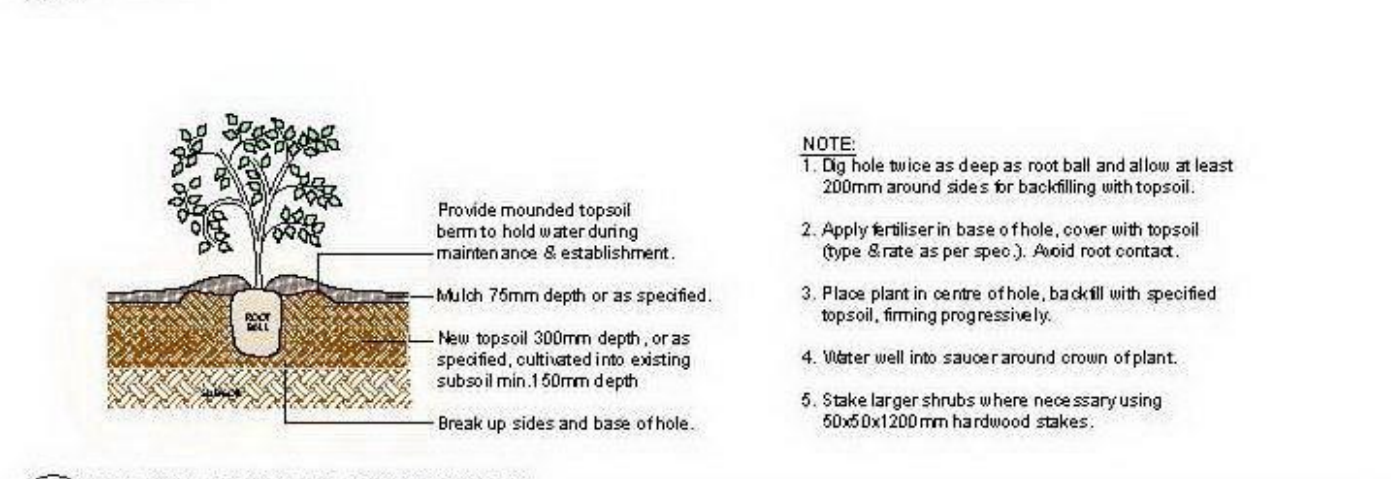 ROOT
BALL
Provide mounded topsoil
berm to hold water during
maintenance & establishment.
Mulch 75mm depth or as specified.
New topsoil 300mm depth, or as
specified, cultivated into existing
subsoil min.150mm depth
Break up sides and base of hole.
NOTE:
1. Dig hole twice as deep as root ball and allow at least
200mm around sides for backfilling with topsoil.
2. Apply fertiliser in base of hole, cover with topsoil
(type & rate as per spec.). Avoid root contact.
3. Place plant in centre of hole, backfill with specified
topsoil, firming progressively.
4. Water well into saucer around crown of plant.
5. Stake larger shrubs where necessary using
50x50x1200mm hardwood stakes.